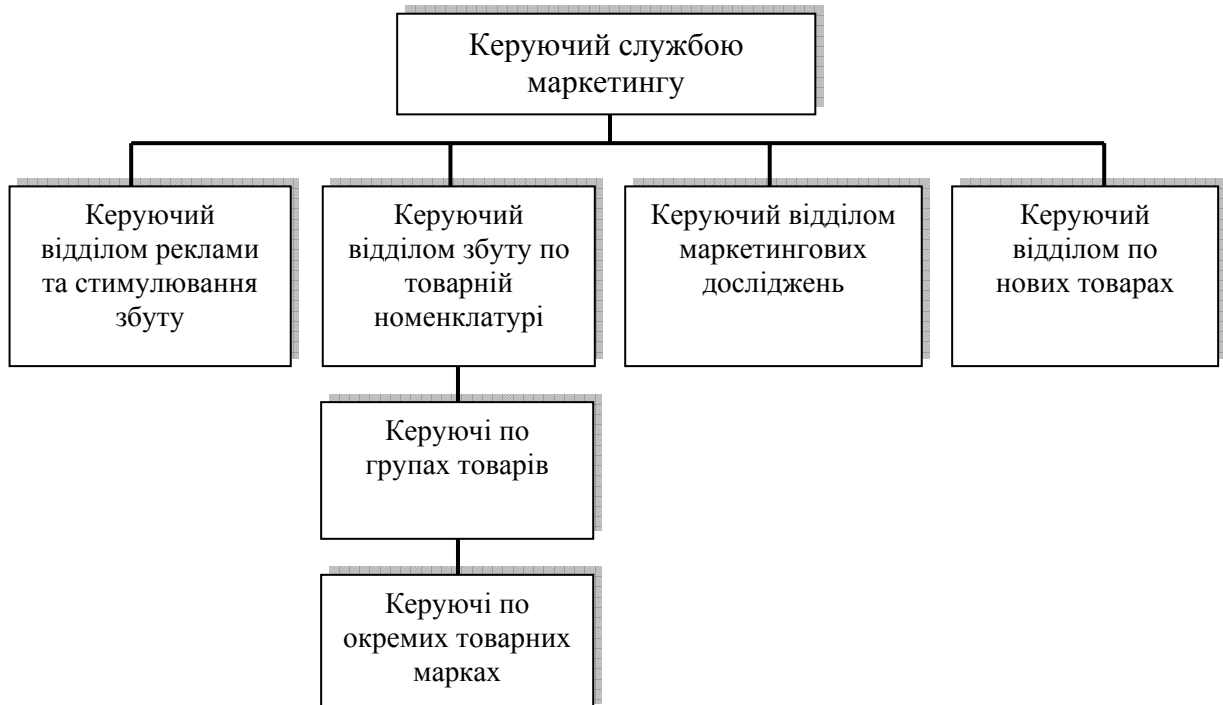 Керуючий службою
маркетингу
Керуючий
відділом реклами
та стимулювання
збуту
Керуючий
відділом збуту по
товарній
номенклатурі
Керуючий відділом
маркетингових
досліджень
Керуючий
відділом по
нових товарах
Керуючі по
групах товарів
Керуючі по
окремих товарних
марках